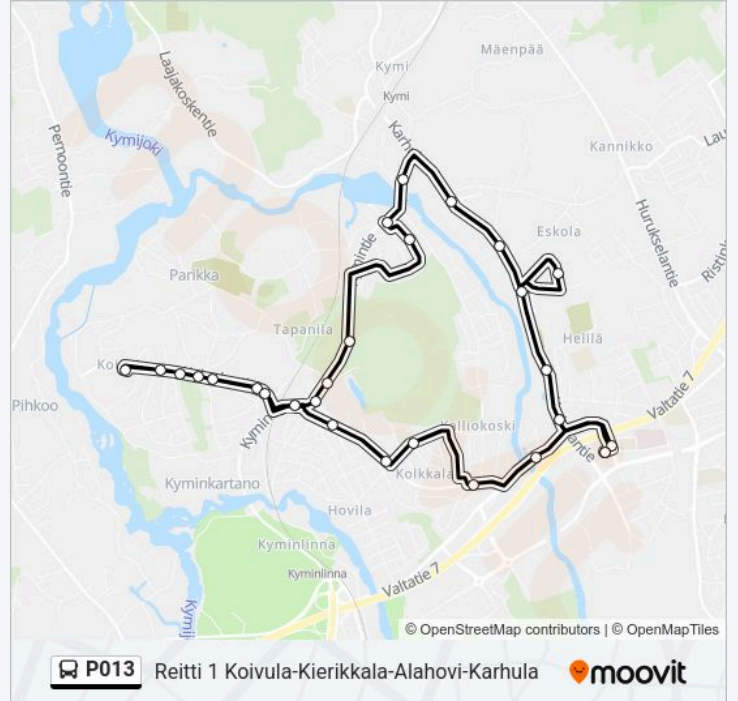 Mäenpää
Laajakoskentie
Kymi
Kymi
Pernoontie
Kymijoki
Kannikko
Hurukselantie
Eskola
Parikka
Tapanila
Helilä
Valtatie 7
Pihkoo
Kolkkala
Kyminkartano
Hovila
Kyminlinna
Kyminlinna
Valtatie 7
© OpenStreetMap contributors | © OpenMapTiles
P013 Reitti 1 Koivula-Kierikkala-Alahovi-Karhula moovit